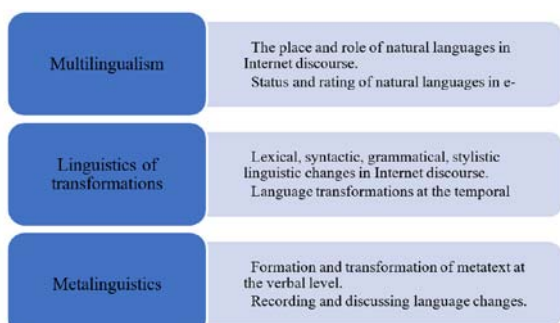 Multilingualism
The place and role of natural languages in
Internet discourse.
Status and rating of natural languages in e-
Linguistics of
transformations
Lexical, syntactic, grammatical, stylistic
linguistic changes in Internet discourse.
Language transformations at the temporal
Metalinguistics
Formation and transformation of metatext at
the verbal level.
Recording and discussing language changes.